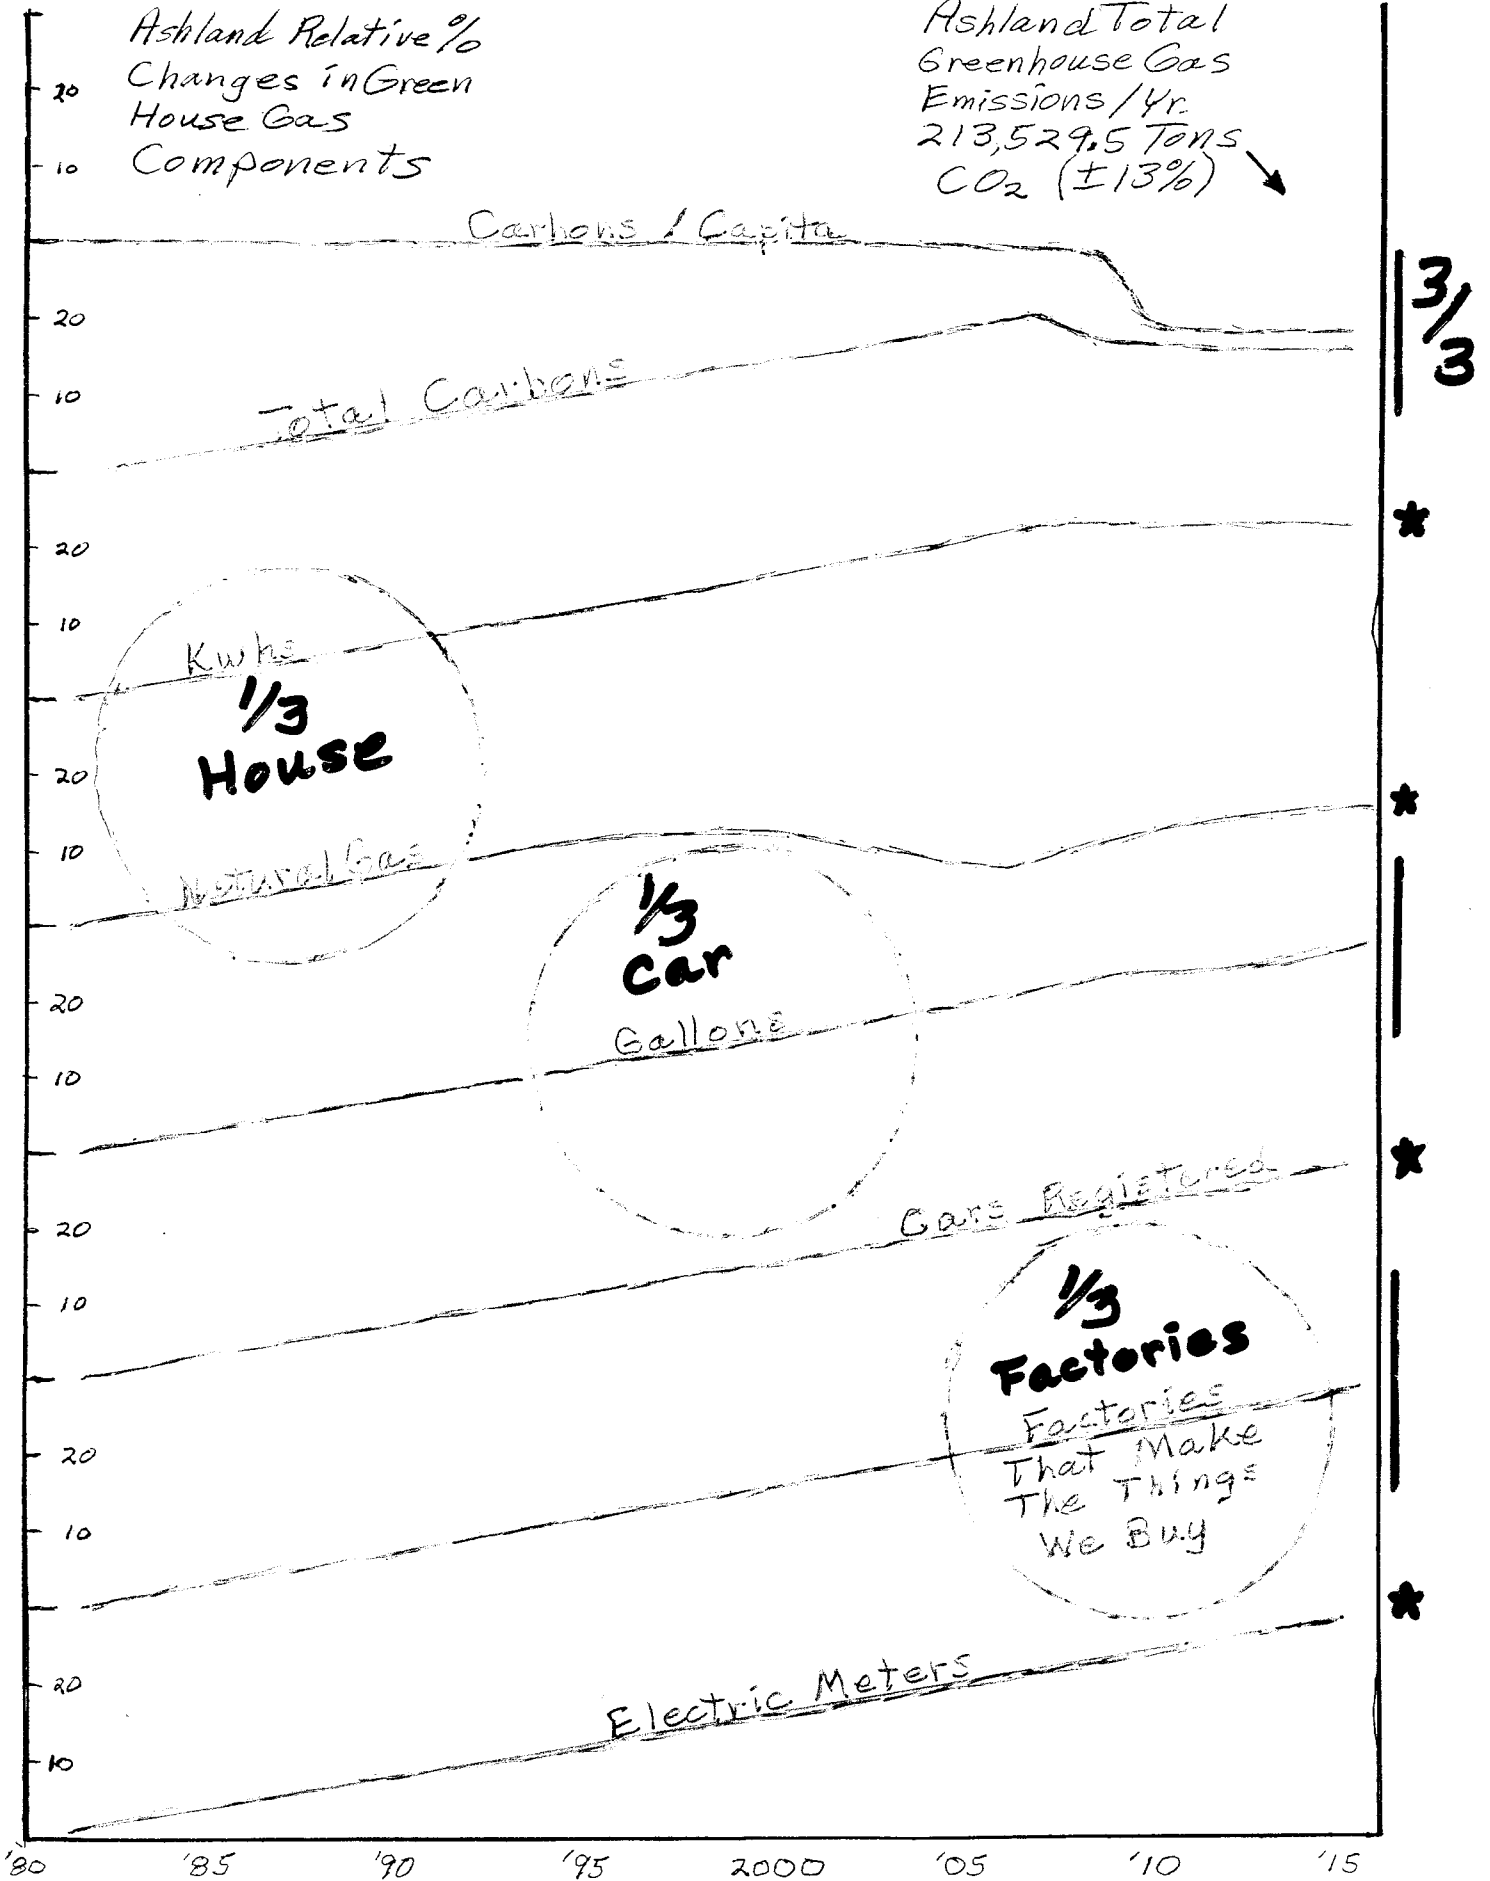 Ashland Relative %
Changes in Green
House Gas
Components
Ashland Total
Greenhouse Gas
Emissions / Yr.
213,529.5 Tons
CO₂ (±13%)
20
10
Carbons / Capita
3/3
20
10
Total Carbons
*
20
10
Kwhs
1/3
House
20
*
10
Natural Gas
1/3
Car
20
Gallons
10
*
Cars Registered
20
10
1/3
Factories
Factories
That Make
The Things
We Buy
20
10
*
Electric Meters
20
10
'80 '85 '90 '95 2000 '05 '10 '15